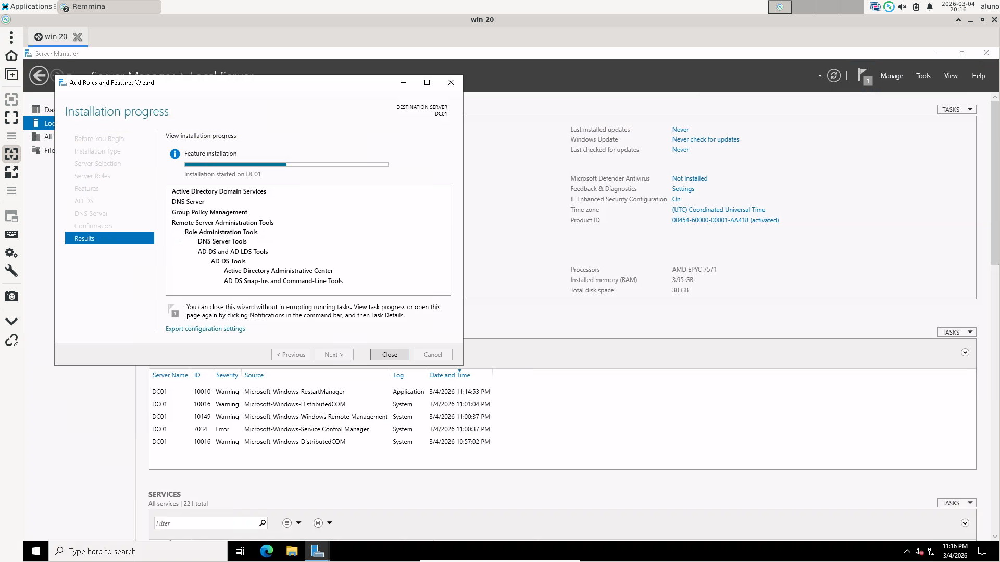 Applications
2
Remmina
2026-03-04
20:16
aluno
win 20
win 20
Server Manager
1
Manage
Tools
View
Help
Add Roles and Features Wizard
Installation progress
DESTINATION SERVER
DC01
Before You Begin
Installation Type
Server Selection
Server Roles
Features
AD DS
DNS Server
Confirmation
Results
View installation progress
Feature installation
Installation started on DC01
Active Directory Domain Services
DNS Server
Group Policy Management
Remote Server Administration Tools
Role Administration Tools
DNS Server Tools
AD DS and AD LDS Tools
AD DS Tools
Active Directory Administrative Center
AD DS Snap-Ins and Command-Line Tools
1
You can close this wizard without interrupting running tasks. View task progress or open this
page again by clicking Notifications in the command bar, and then Task Details.
Export configuration settings
< Previous
Next >
Close
Cancel
TASKS
Last installed updates Never
Windows Update Never check for updates
Last checked for updates Never
Microsoft Defender Antivirus Not Installed
Feedback & Diagnostics Settings
IE Enhanced Security Configuration On
Time zone (UTC) Coordinated Universal Time
Product ID 00454-60000-00001-AA418 (activated)
Processors AMD EPYC 7571
Installed memory (RAM) 3.95 GB
Total disk space 30 GB
TASKS
Server Name ID Severity Source Log Date and Time
DC01 10010 Warning Microsoft-Windows-RestartManager Application 3/4/2026 11:14:53 PM
DC01 10016 Warning Microsoft-Windows-DistributedCOM System 3/4/2026 11:01:04 PM
DC01 10149 Warning Microsoft-Windows-Windows Remote Management System 3/4/2026 11:00:37 PM
DC01 7034 Error Microsoft-Windows-Service Control Manager System 3/4/2026 11:00:37 PM
DC01 10016 Warning Microsoft-Windows-DistributedCOM System 3/4/2026 10:57:02 PM
SERVICES
All services | 221 total
TASKS
Filter
Type here to search
11:16 PM
3/4/2026